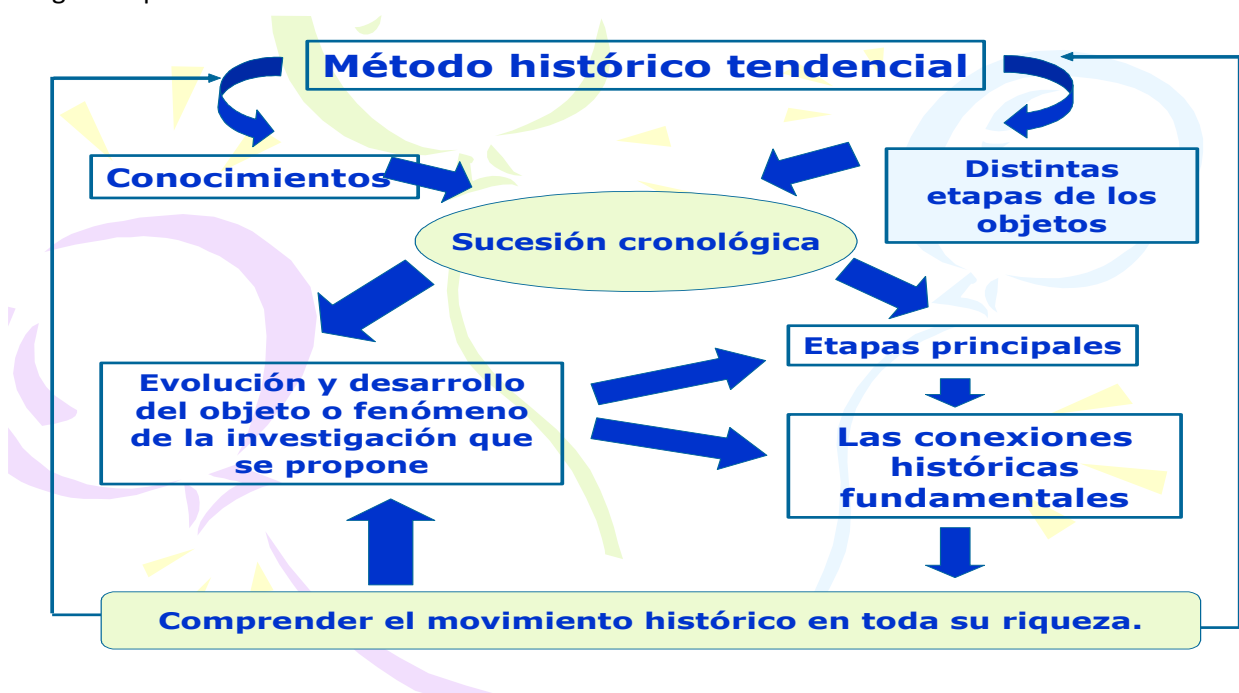 Método histórico tendencial
Conocimientos
Distintas
etapas de los
objetos
Sucesión cronológica
Etapas principales
Evolución y desarrollo
del objeto o fenómeno
de la investigación que
se propone
Las conexiones
históricas
fundamentales
Comprender el movimiento histórico en toda su riqueza.